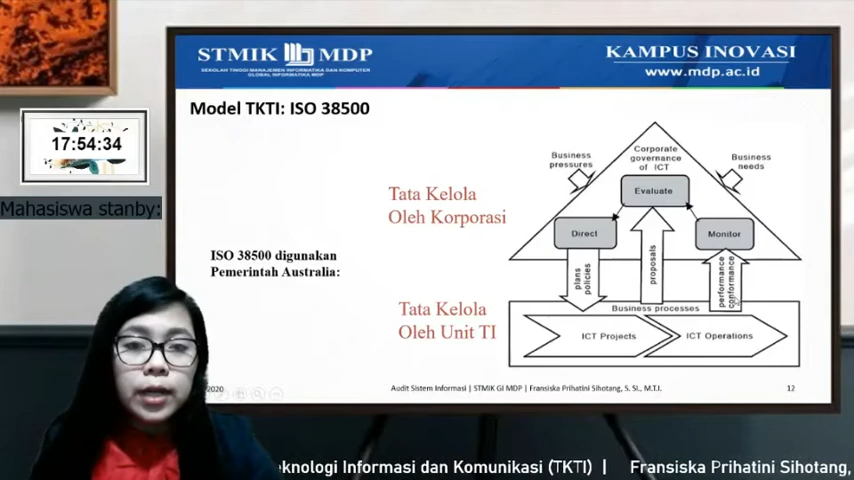 STMIK MDP
SEKOLAH TINGGI MANAJEMEN INFORMATIKA DAN KOMPUTER
GLOBAL INFORMATIKA MDP
KAMPUS INOVASI
www.mdp.ac.id
Model TKTI: ISO 38500
17:54:34
Mahasiswa stanby:
Business
pressures
Corporate
governance
of ICT
Business
needs
Evaluate
Tata Kelola
Oleh Korporasi
Direct
Monitor
ISO 38500 digunakan
Pemerintah Australia:
plans
policies
proposals
performance
conformance
Tata Kelola
Oleh Unit TI
Business processes
ICT Projects
ICT Operations
2020
Audit Sistem Informasi | STMIK GI MDP | Fransiska Prihatini Sihotang, S. SI., M.T.I.
12
eknologi Informasi dan Komunikasi (TKTI) | Fransiska Prihatini Sihotang,